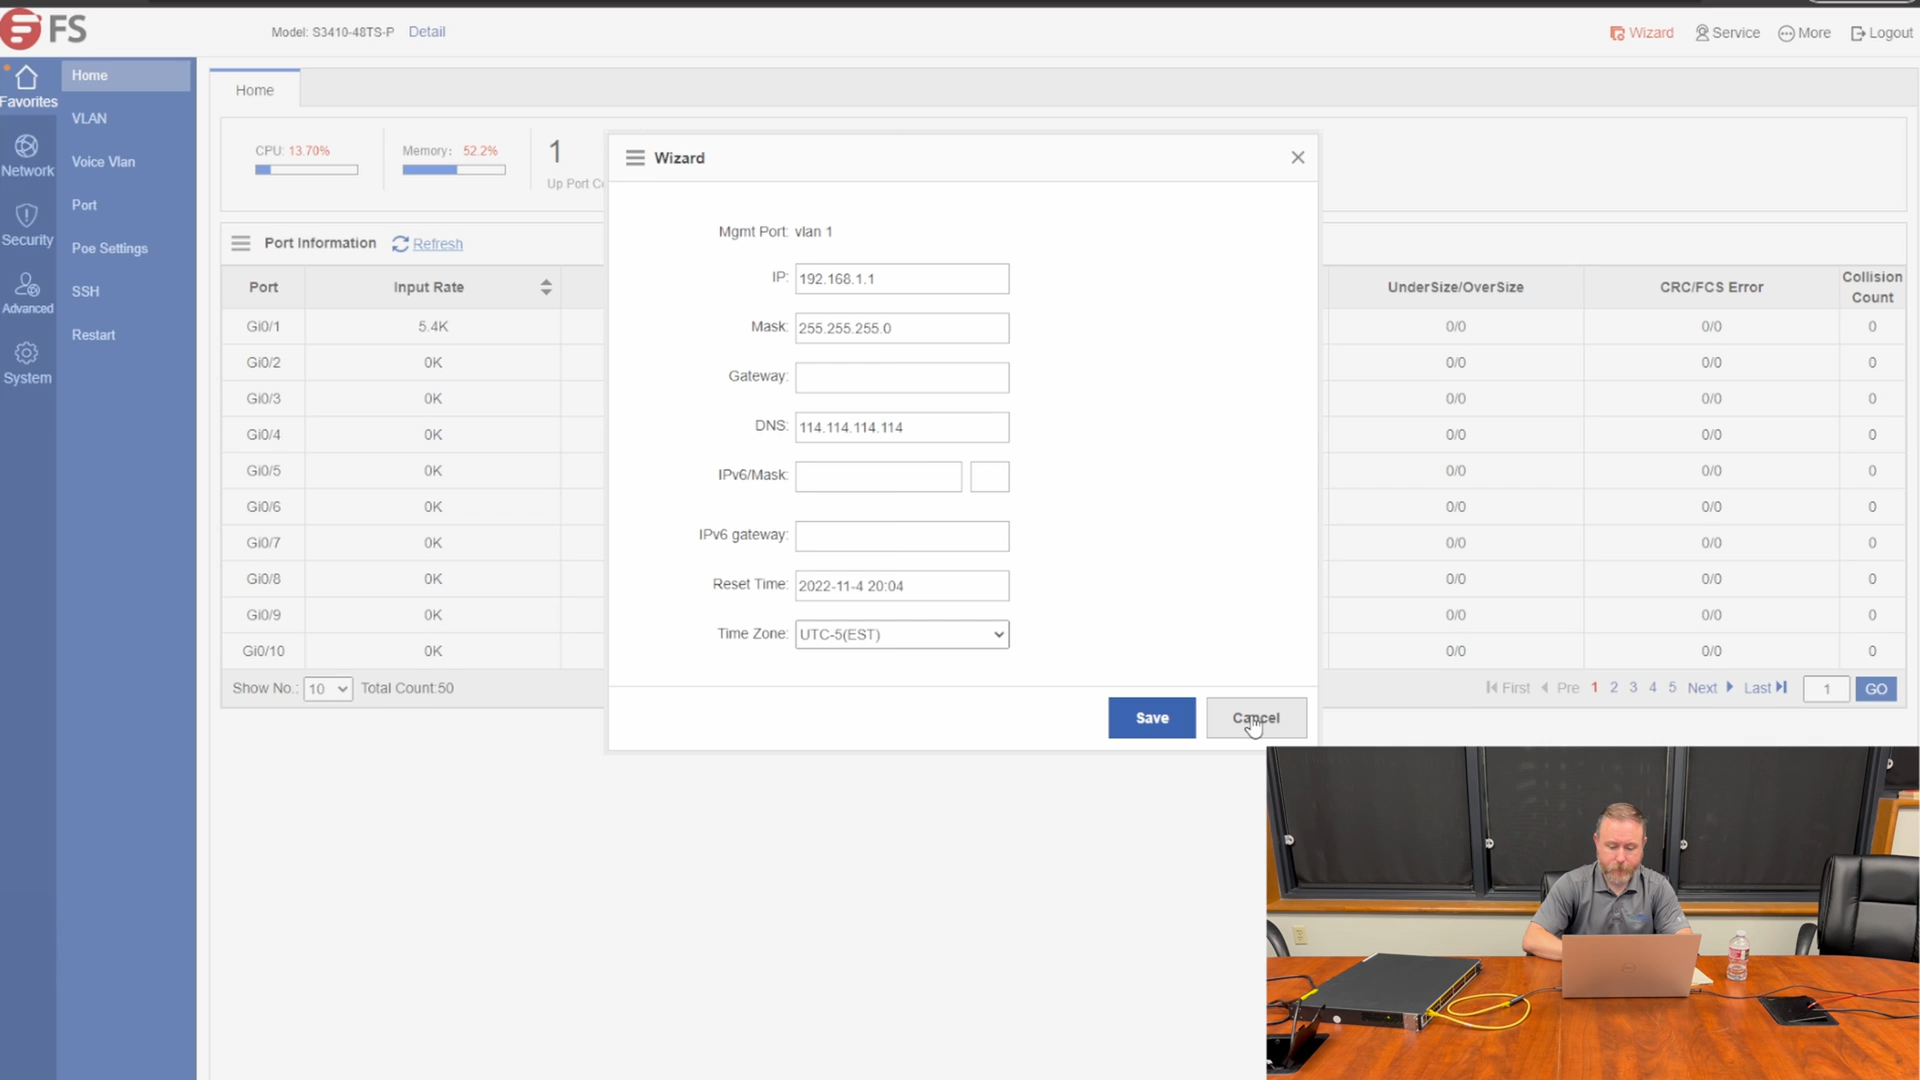 FS
Model: S3410-48TS-P Detail
Wizard Service More Logout
Favorites
Network
Security
Advanced
System
Home
VLAN
Voice Vlan
Port
Poe Settings
SSH
Restart
Home
CPU: 13.70%
Memory: 52.2%
1
Up Port
Port Information Refresh
Port Input Rate UnderSize/OverSize CRC/FCS Error Collision Count
Gi0/1 5.4K 0/0 0/0 0
Gi0/2 0K 0/0 0/0 0
Gi0/3 0K 0/0 0/0 0
Gi0/4 0K 0/0 0/0 0
Gi0/5 0K 0/0 0/0 0
Gi0/6 0K 0/0 0/0 0
Gi0/7 0K 0/0 0/0 0
Gi0/8 0K 0/0 0/0 0
Gi0/9 0K 0/0 0/0 0
Gi0/10 0K 0/0 0/0 0
Show No.: 10 Total Count:50
First Pre 1 2 3 4 5 Next Last 1 GO
Wizard
Mgmt Port: vlan 1
IP: 192.168.1.1
Mask: 255.255.255.0
Gateway:
DNS: 114.114.114.114
IPv6/Mask:
IPv6 gateway:
Reset Time: 2022-11-4 20:04
Time Zone: UTC-5(EST)
Save Cancel